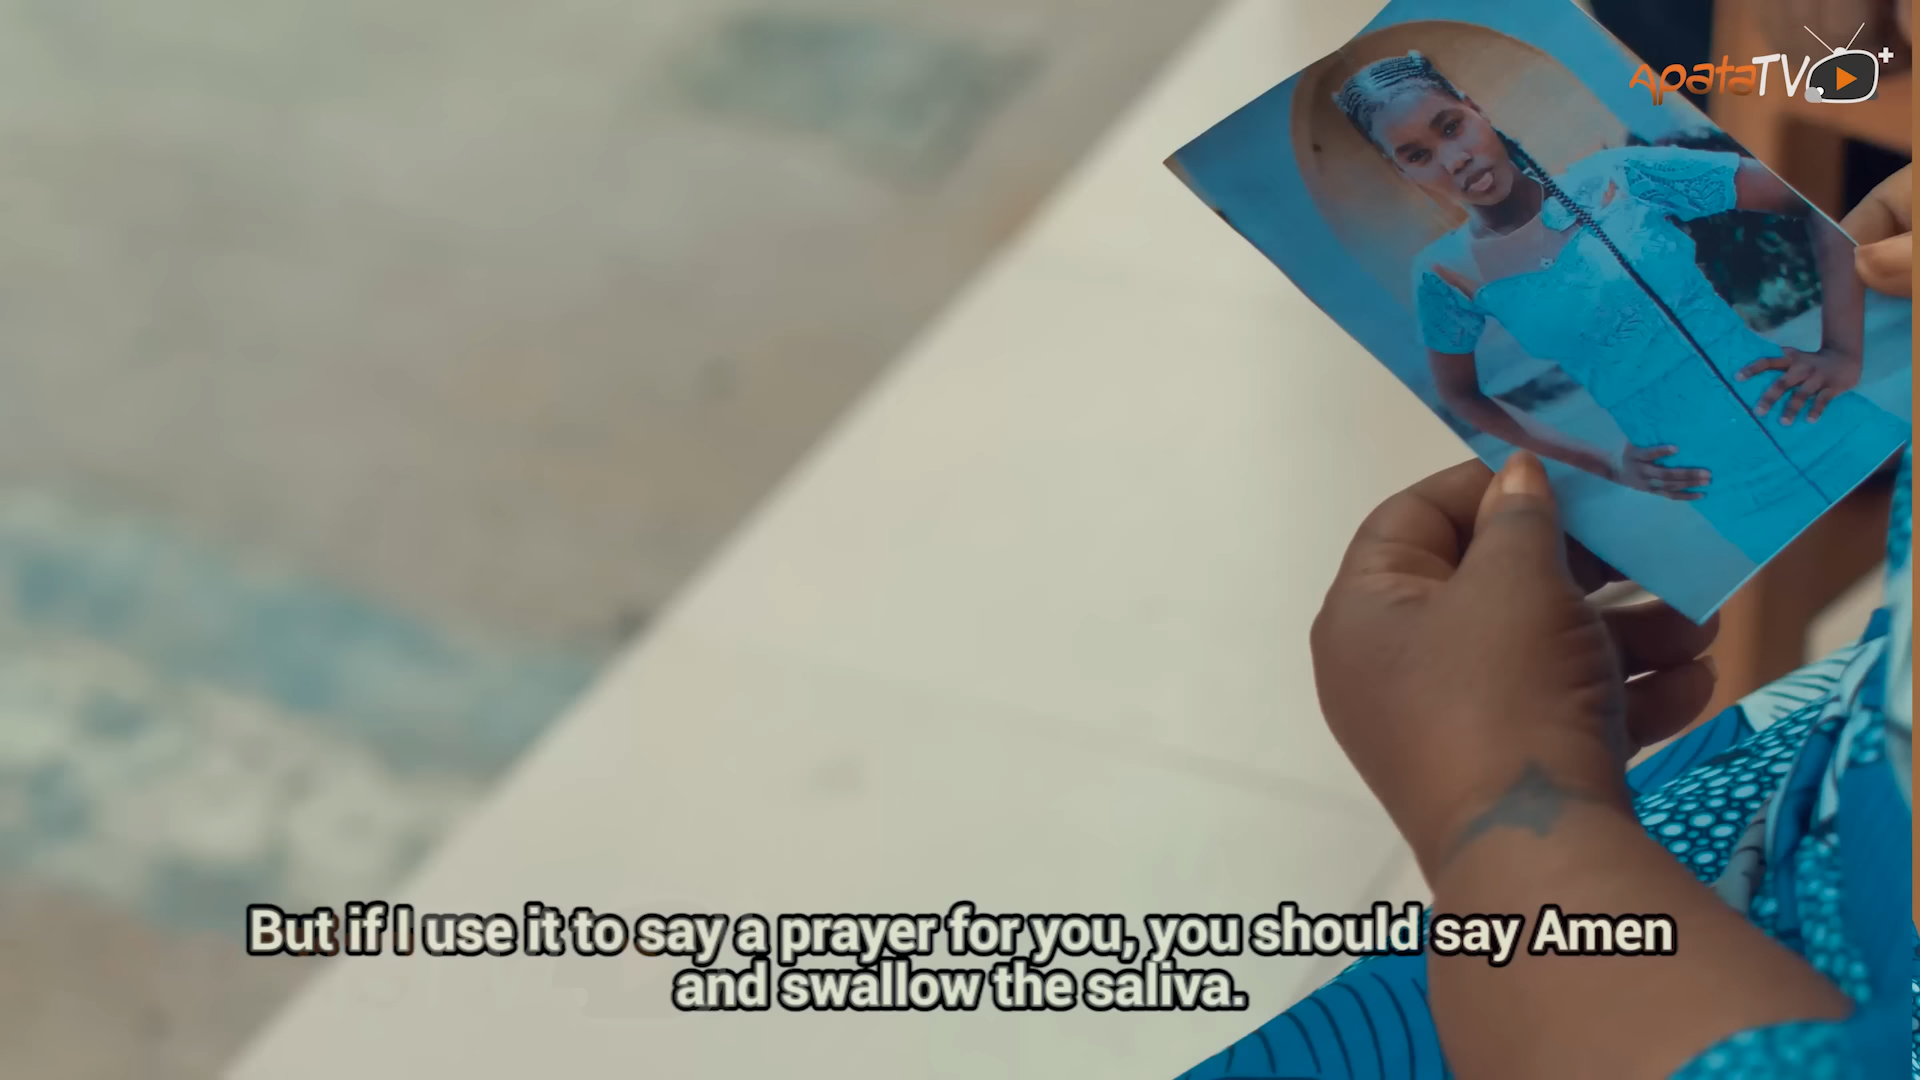 ApataTV+
But if I use it to say a prayer for you, you should say Amen
and swallow the saliva.